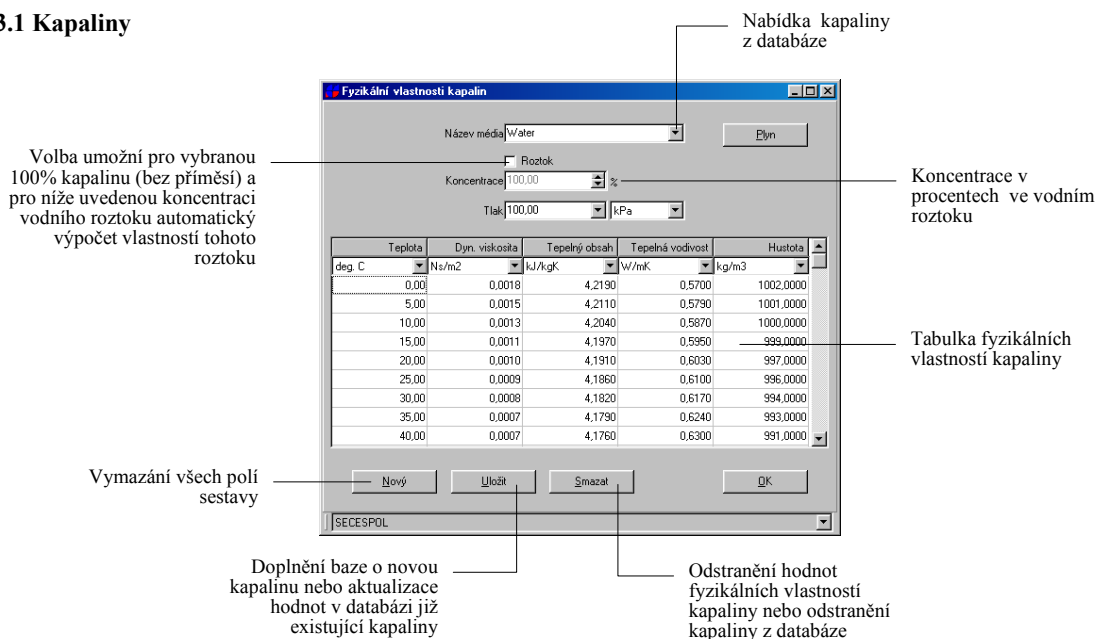 3.1 Kapaliny
Nabídka kapaliny
z databáze
Fyzikální vlastnosti kapalin
Název média Water
Plyn
Roztok
Koncentrace 100,00 %
Tlak 100,00 kPa
Volba umožní pro vybranou
100% kapalinu (bez příměsí) a
pro níže uvedenou koncentraci
vodního roztoku automatický
výpočet vlastností tohoto
roztoku
Koncentrace v
procentech ve vodním
roztoku
Teplota Dyn. viskosita Tepelný obsah Tepelná vodivost Hustota
deg. C Ns/m2 kJ/kgK W/mK kg/m3
0,00 0,0018 4,2190 0,5700 1002,0000
5,00 0,0015 4,2110 0,5790 1001,0000
10,00 0,0013 4,2040 0,5870 1000,0000
15,00 0,0011 4,1970 0,5950 999,0000
20,00 0,0010 4,1910 0,6030 997,0000
25,00 0,0009 4,1860 0,6100 996,0000
30,00 0,0008 4,1820 0,6170 994,0000
35,00 0,0007 4,1790 0,6240 993,0000
40,00 0,0007 4,1760 0,6300 991,0000
Tabulka fyzikálních
vlastností kapaliny
Vymazání všech polí
sestavy
Nový Uložit Smazat OK
SECESPOL
Doplnění baze o novou
kapalinu nebo aktualizace
hodnot v databázi již
existující kapaliny
Odstranění hodnot
fyzikálních vlastností
kapaliny nebo odstranění
kapaliny z databáze